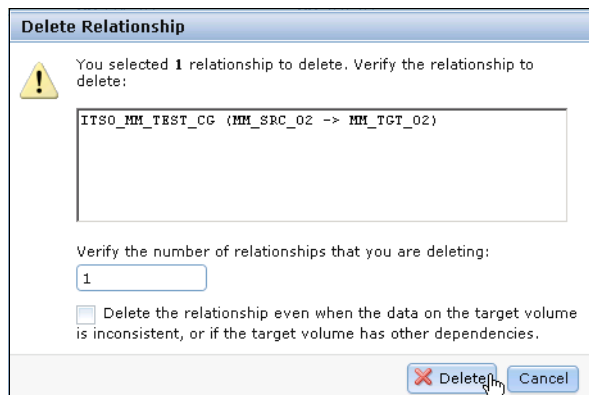 Delete Relationship
You selected 1 relationship to delete. Verify the relationship to
delete:
ITSO_MM_TEST_CG (MM_SRC_02 -> MM_TGT_02)
Verify the number of relationships that you are deleting:
1
Delete the relationship even when the data on the target volume
is inconsistent, or if the target volume has other dependencies.
Delete Cancel